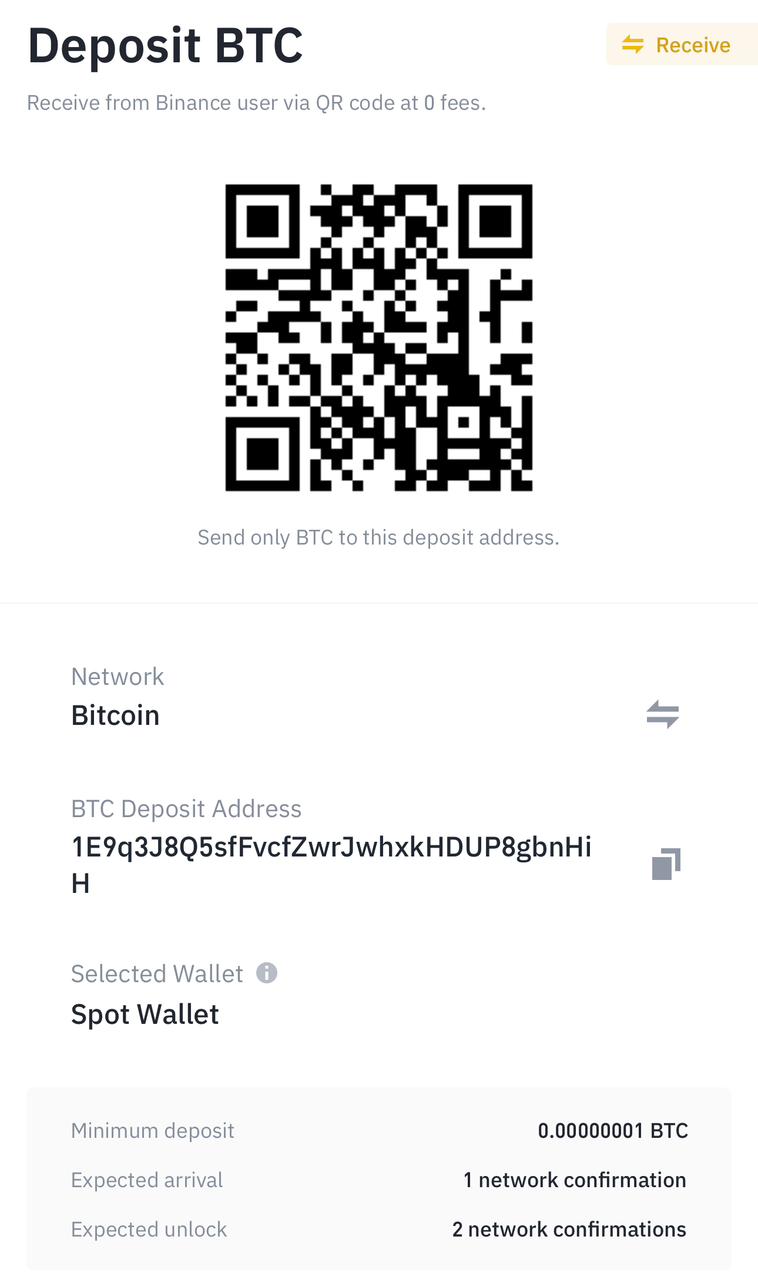 Deposit BTC
Receive
Receive from Binance user via QR code at 0 fees.
Send only BTC to this deposit address.
Network
Bitcoin
BTC Deposit Address
1E9q3J8Q5sfFvcfZwrJwhxkHDUP8gbnHi
H
Selected Wallet
Spot Wallet
Minimum deposit 0.00000001 BTC
Expected arrival 1 network confirmation
Expected unlock 2 network confirmations